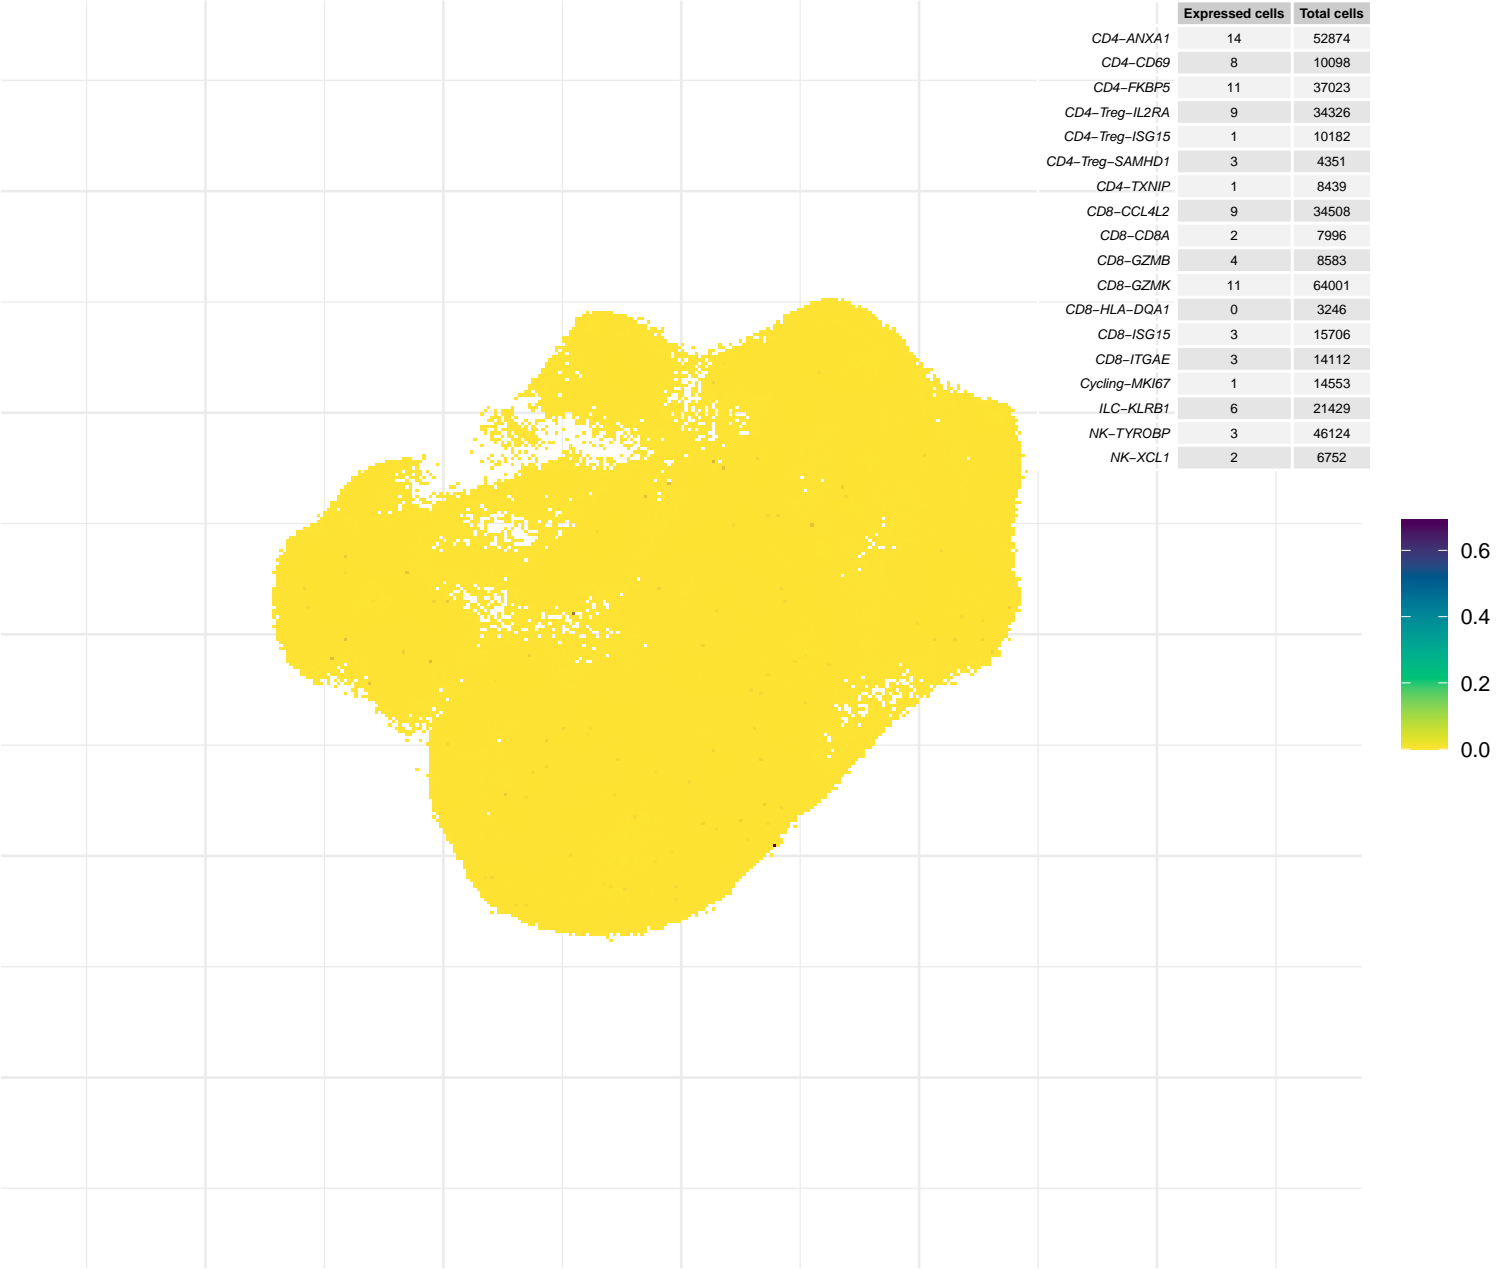 Expressed cells Total cells
CD4−ANXA1 14 52874
CD4−CD69 8 10098
CD4−FKBP5 11 37023
CD4−Treg−IL2RA 9 34326
CD4−Treg−ISG15 1 10182
CD4−Treg−SAMHD1 3 4351
CD4−TXNIP 1 8439
CD8−CCL4L2 9 34508
CD8−CD8A 2 7996
CD8−GZMB 4 8583
CD8−GZMK 11 64001
CD8−HLA−DQA1 0 3246
CD8−ISG15 3 15706
CD8−ITGAE 3 14112
Cycling−MKI67 1 14553
ILC−KLRB1 6 21429
NK−TYROBP 3 46124
NK−XCL1 2 6752
0.6
0.4
0.2
0.0